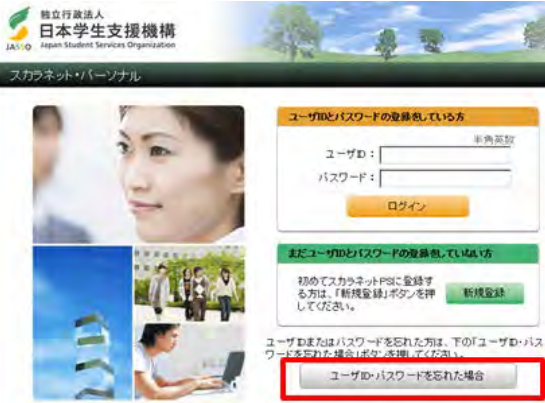 独立行政法人
日本学生支援機構
JASSO Japan Student Services Organization
スカラネット・パーソナル
ユーザIDとパスワードの登録をしている方
半角英数
ユーザID：
パスワード：
ログイン
まだユーザIDとパスワードの登録をしていない方
初めてスカラネットPSに登録す
る方は、「新規登録」ボタンを押
してください。
新規登録
ユーザIDまたはパスワードを忘れた方は、下の「ユーザID・パス
ワードを忘れた場合」ボタンを押してください。
ユーザID・パスワードを忘れた場合